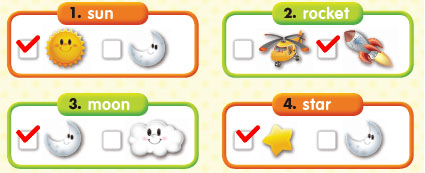 1. sun
2. rocket
3. moon
4. star